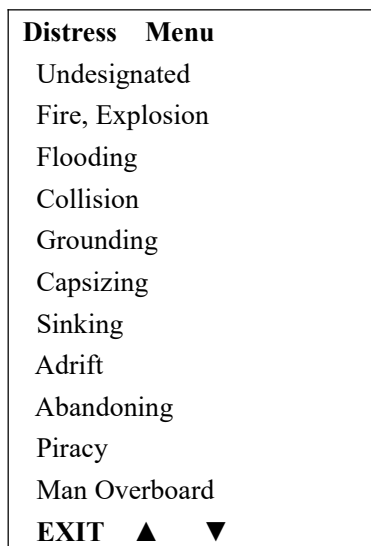 Distress Menu
Undesignated
Fire, Explosion
Flooding
Collision
Grounding
Capsizing
Sinking
Adrift
Abandoning
Piracy
Man Overboard
EXIT ▲ ▼